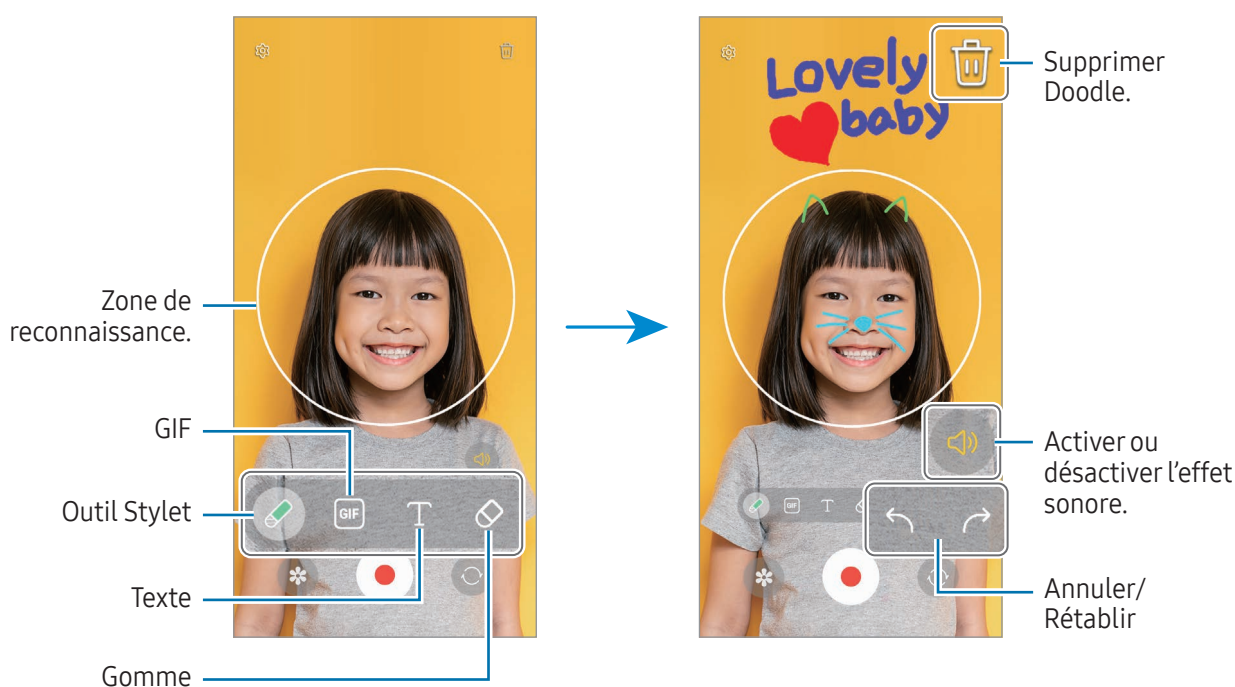 Zone de
reconnaissance.
GIF
Outil Stylet
Texte
Gomme
GIF
T
Lovely
baby
GIF
T
Supprimer
Doodle.
Activer ou
désactiver l'effet
sonore.
Annuler/
Rétablir